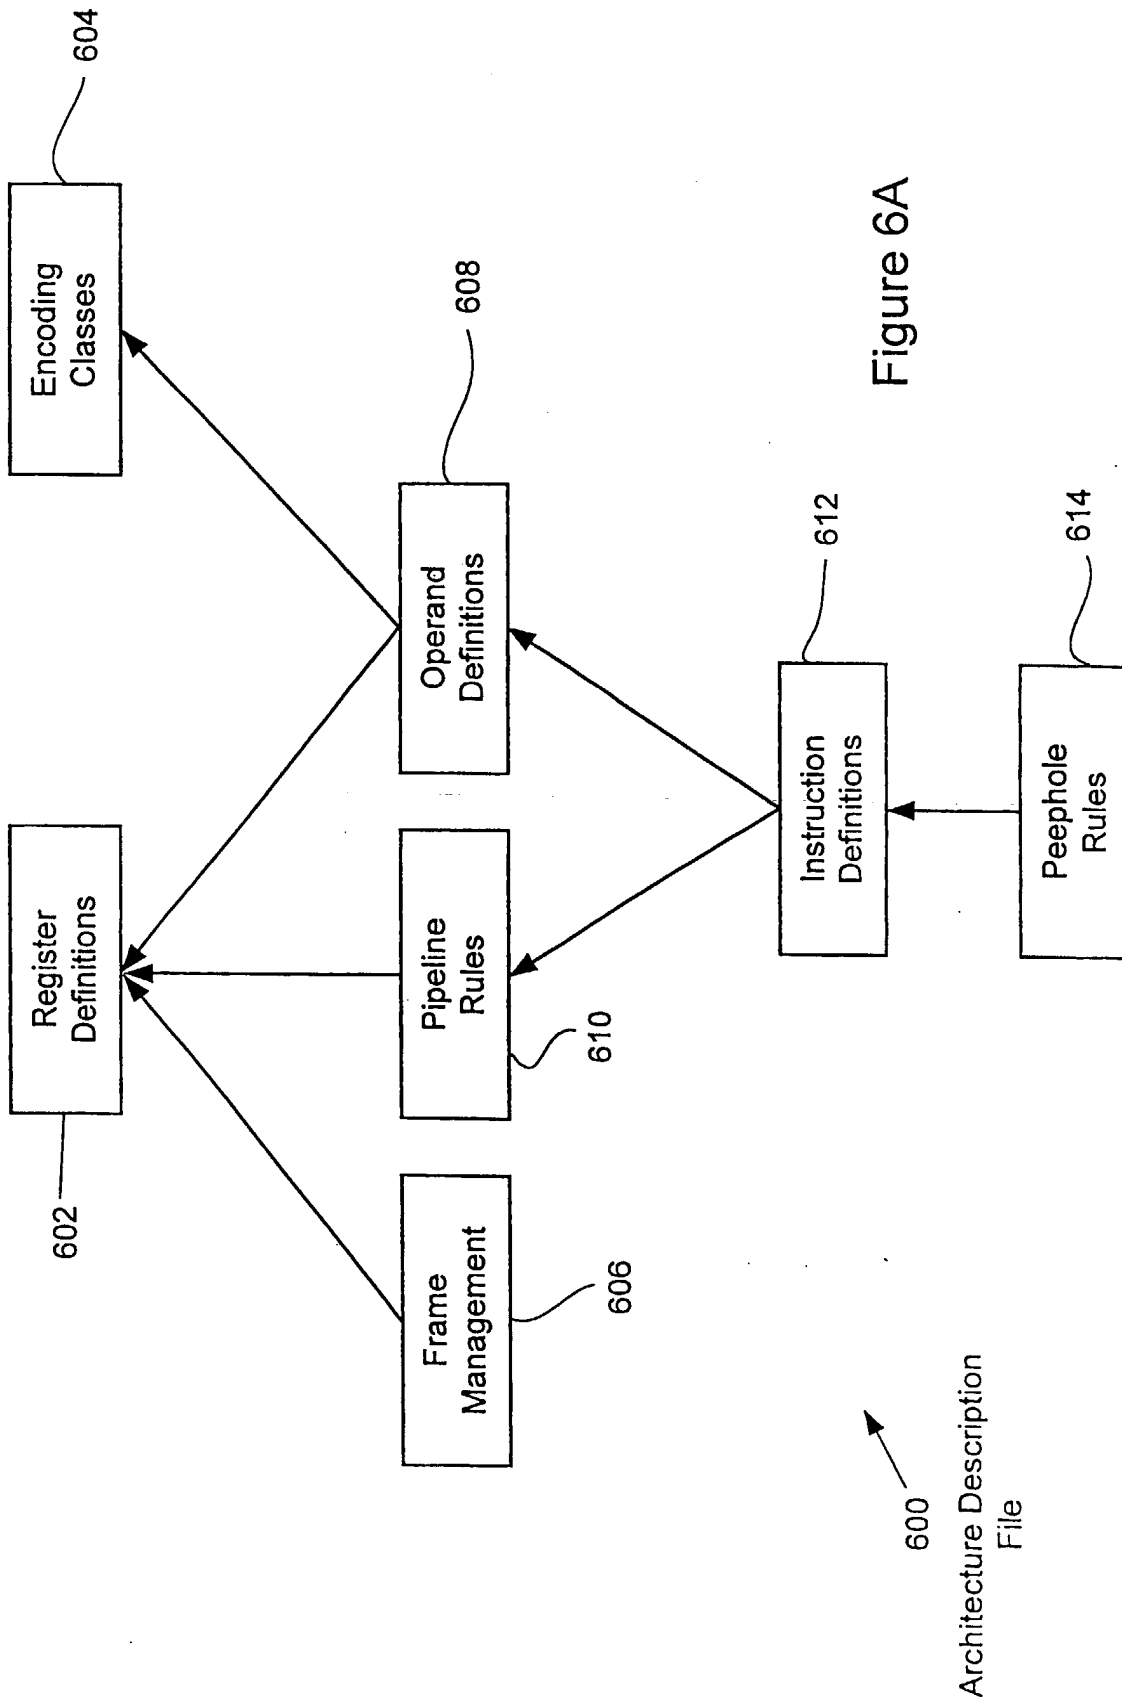 602
Register
Definitions
Encoding
Classes
604
Frame
Management
606
Pipeline
Rules
610
Operand
Definitions
608
Instruction
Definitions
612
Peephole
Rules
614
600
Architecture Description
File
Figure 6A